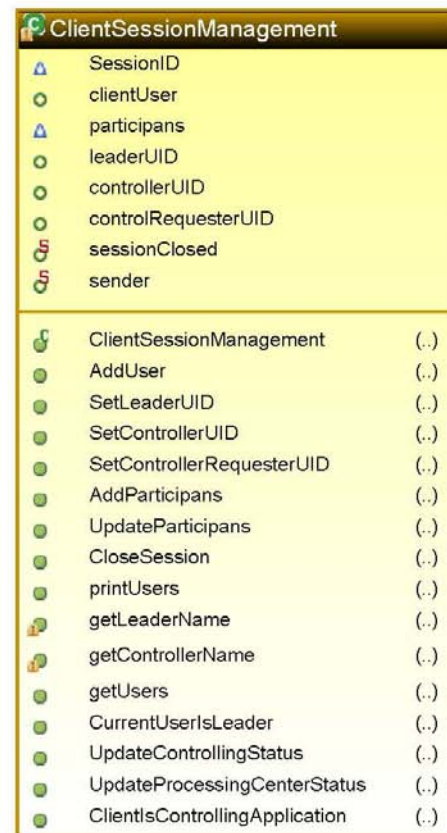 ClientSessionManagement
SessionID
clientUser
participans
leaderUID
controllerUID
controlRequesterUID
sessionClosed
sender
ClientSessionManagement (..)
AddUser (..)
SetLeaderUID (..)
SetControllerUID (..)
SetControllerRequesterUID (..)
AddParticipans (..)
UpdateParticipans (..)
CloseSession (..)
printUsers (..)
getLeaderName (..)
getControllerName (..)
getUsers (..)
CurrentUserIsLeader (..)
UpdateControllingStatus (..)
UpdateProcessingCenterStatus (..)
ClientIsControllingApplication (..)